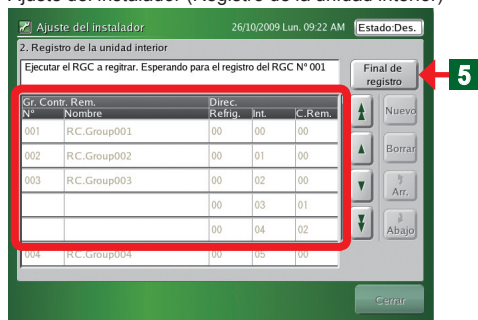 Ajuste del instalador (Registro de la unidad interior)
Ajuste del instalador 26/10/2009 Lun. 09:22 AM Estado:Des.
2. Registro de la unidad interior
Ejecutar el RGC a regitrar. Esperando para el registro del RGC N° 001
Final de
registro
5
Gr. Contr. Rem. Direc.
N° Nombre Refrig. Int. C.Rem.
Nuevo
001 RC.Group001 00 00 00
002 RC.Group002 00 01 00
Borrar
003 RC.Group003 00 02 00
Arr.
00 03 01
00 04 02
Abajo
004 RC.Group004 00 05 00
Cerrar